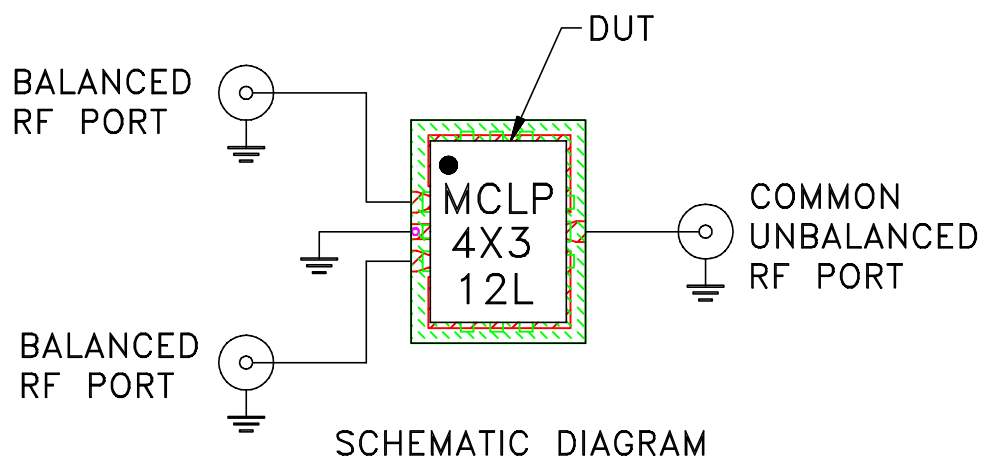 DUT
BALANCED
RF PORT
MCLP
4X3
12L
COMMON
UNBALANCED
RF PORT
BALANCED
RF PORT
SCHEMATIC DIAGRAM